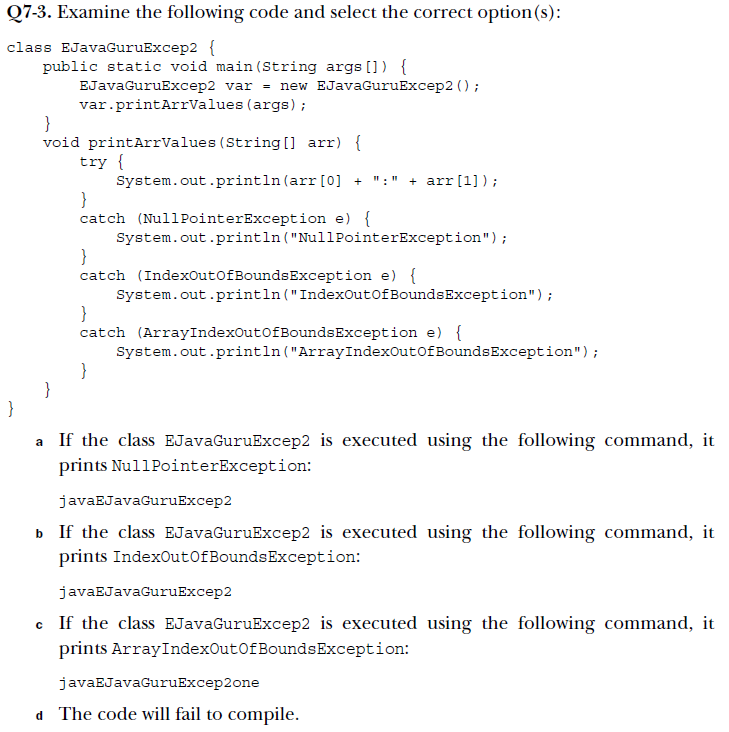 Q7-3. Examine the following code and select the correct option(s):
class EJavaGuruExcep2 {
    public static void main(String args[]) {
        EJavaGuruExcep2 var = new EJavaGuruExcep2();
        var.printArrValues(args);
    }
    void printArrValues(String[] arr) {
        try {
            System.out.println(arr[0] + ":" + arr[1]);
        }
        catch (NullPointerException e) {
            System.out.println("NullPointerException");
        }
        catch (IndexOutOfBoundsException e) {
            System.out.println("IndexOutOfBoundsException");
        }
        catch (ArrayIndexOutOfBoundsException e) {
            System.out.println("ArrayIndexOutOfBoundsException");
        }
    }
}
a If the class EJavaGuruExcep2 is executed using the following command, it
prints NullPointerException:
javaEJavaGuruExcep2
b If the class EJavaGuruExcep2 is executed using the following command, it
prints IndexOutOfBoundsException:
javaEJavaGuruExcep2
c If the class EJavaGuruExcep2 is executed using the following command, it
prints ArrayIndexOutOfBoundsException:
javaEJavaGuruExcep2one
d The code will fail to compile.